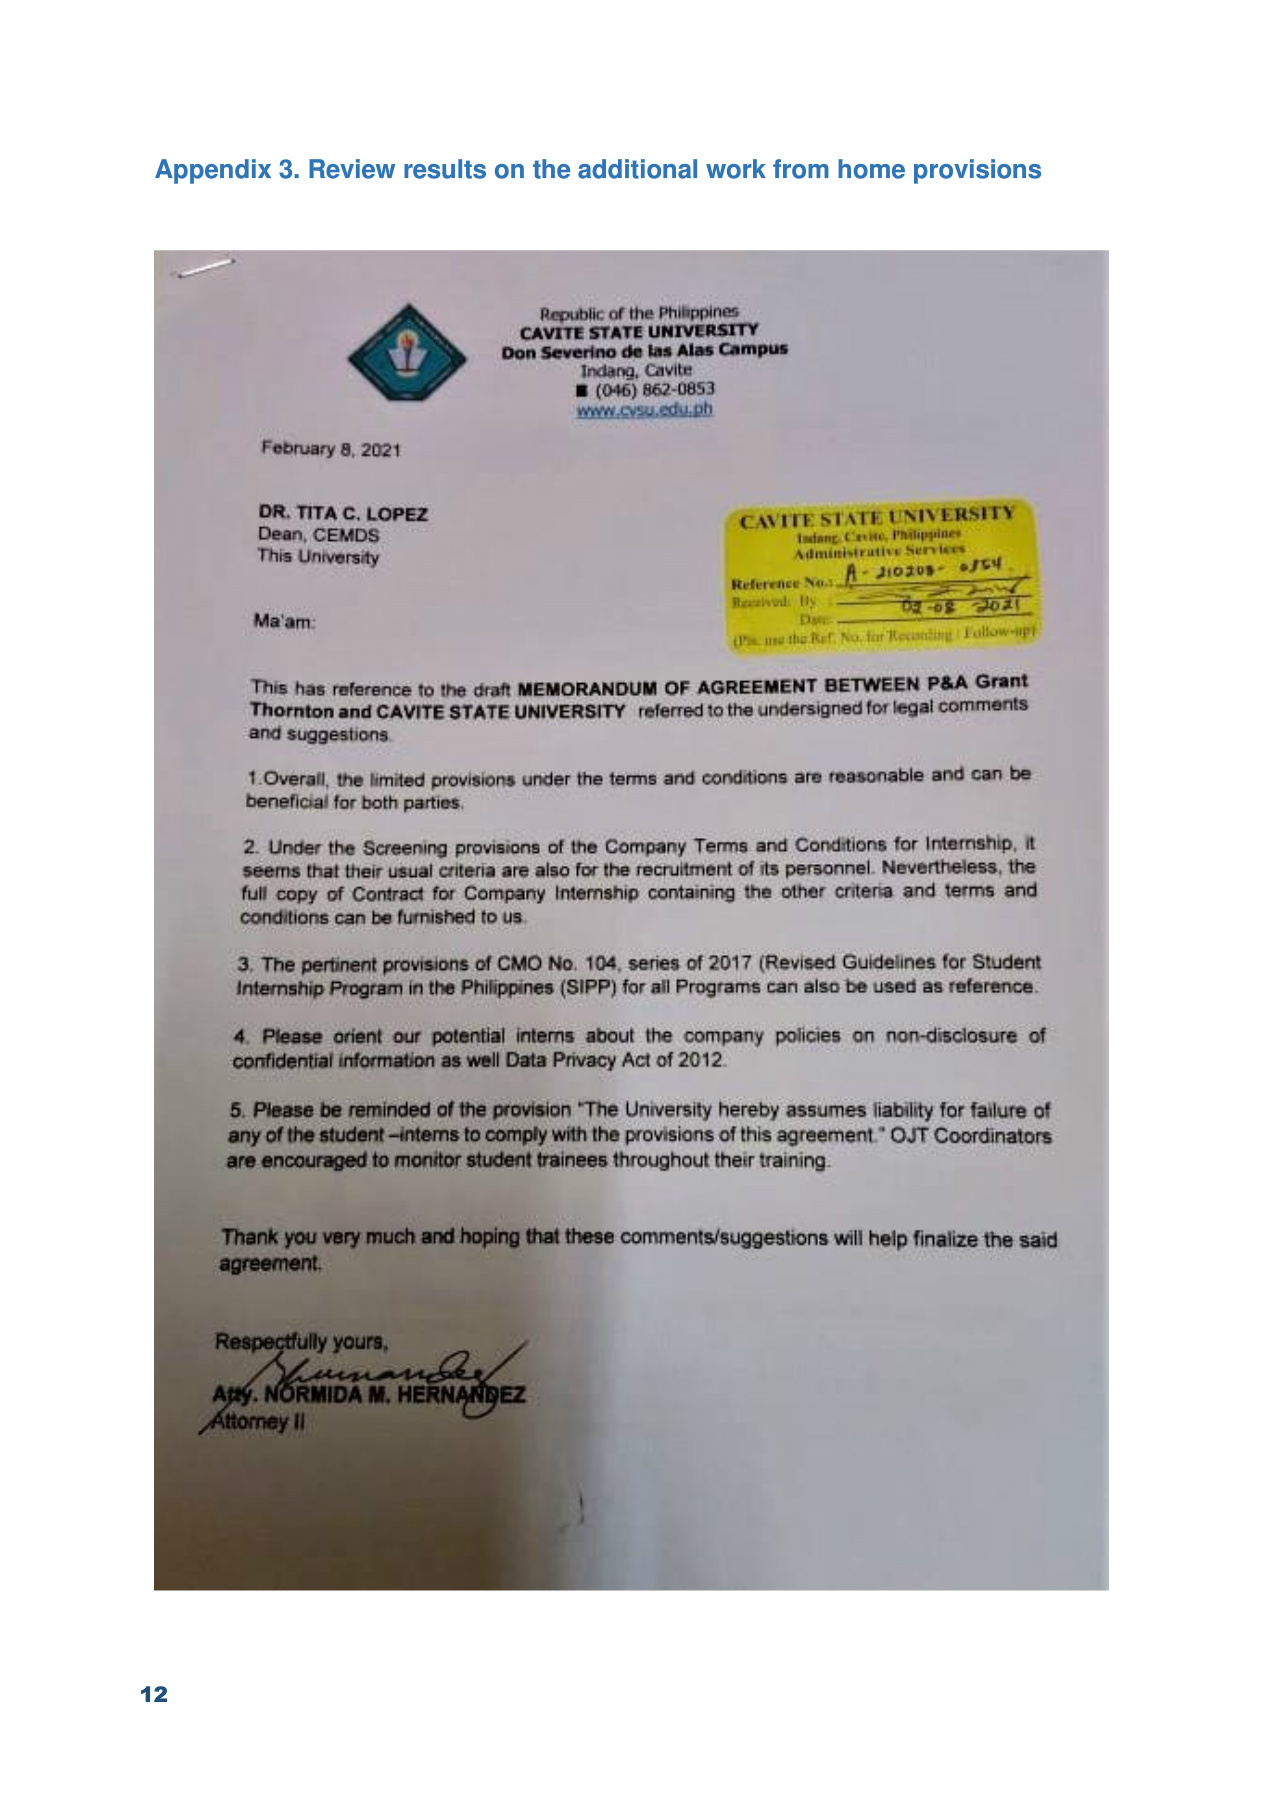 Appendix 3. Review results on the additional work from home provisions
Republic of the Philippines
CAVITE STATE UNIVERSITY
Don Severino de las Alas Campus
Indang, Cavite
(046) 862-0853
www.cvsu.edu.ph
February 8, 2021
DR. TITA C. LOPEZ
Dean, CEMDS
This University
CAVITE STATE UNIVERSITY
Indang, Cavite, Philippines
Administrative Services
Reference No.: A - 210208- 0154
Received: By :
Date: 02-08 2021
(Pls. use the Ref. No. for Recording / Follow-up)
Ma'am:
This has reference to the draft MEMORANDUM OF AGREEMENT BETWEEN P&A Grant
Thornton and CAVITE STATE UNIVERSITY referred to the undersigned for legal comments
and suggestions.
1.Overall, the limited provisions under the terms and conditions are reasonable and can be
beneficial for both parties.
2. Under the Screening provisions of the Company Terms and Conditions for Internship, it
seems that their usual criteria are also for the recruitment of its personnel. Nevertheless, the
full copy of Contract for Company Internship containing the other criteria and terms and
conditions can be furnished to us.
3. The pertinent provisions of CMO No. 104, series of 2017 (Revised Guidelines for Student
Internship Program in the Philippines (SIPP) for all Programs can also be used as reference.
4. Please orient our potential interns about the company policies on non-disclosure of
confidential information as well Data Privacy Act of 2012.
5. Please be reminded of the provision "The University hereby assumes liability for failure of
any of the student –interns to comply with the provisions of this agreement." OJT Coordinators
are encouraged to monitor student trainees throughout their training.
Thank you very much and hoping that these comments/suggestions will help finalize the said
agreement.
Respectfully yours,
Atty. NORMIDA M. HERNANDEZ
Attorney II
12